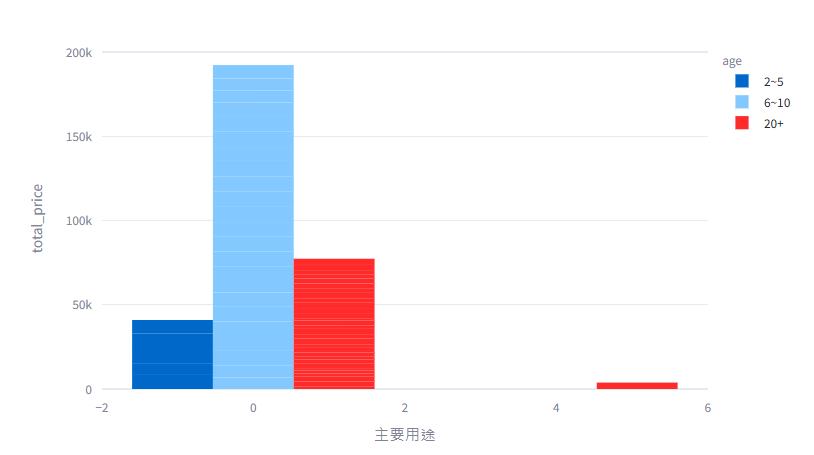 200k
150k
100k
50k
0
−2
0
2
4
6
total_price
主要用途
age
2~5
6~10
20+